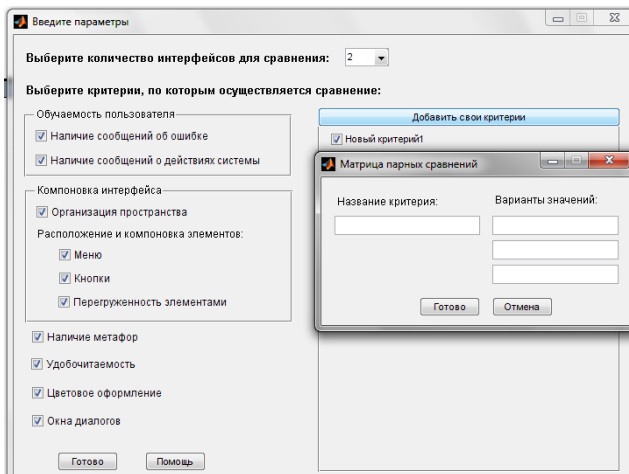 Введите параметры
Выберите количество интерфейсов для сравнения:
2
Выберите критерии, по которым осуществляется сравнение:
Обучаемость пользователя
Наличие сообщений об ошибке
Наличие сообщений о действиях системы
Компоновка интерфейса
Организация пространства
Расположение и компоновка элементов:
Меню
Кнопки
Перегруженность элементами
Наличие метафор
Удобочитаемость
Цветовое оформление
Окна диалогов
Готово
Помощь
Добавить свои критерии
Новый критерий1
Матрица парных сравнений
Название критерия:
Варианты значений:
Готово
Отмена